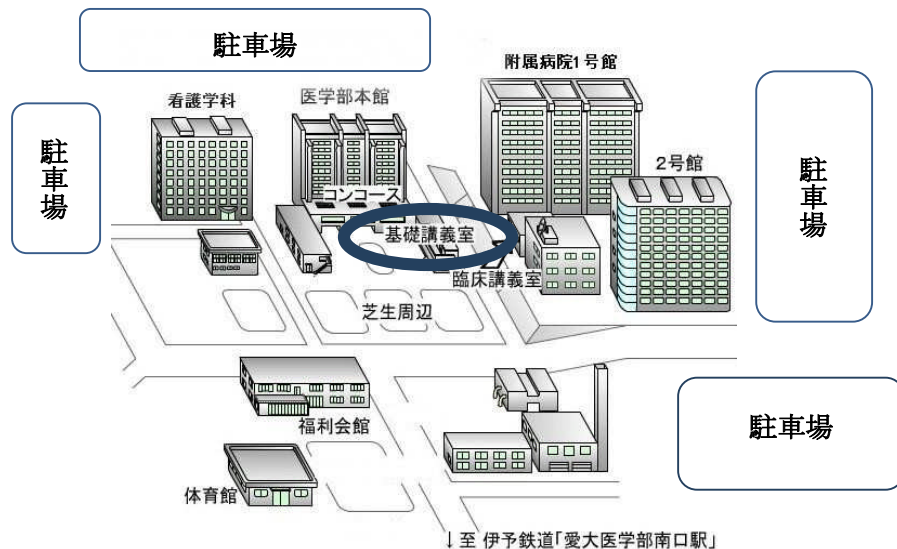 駐車場
附属病院1号館
看護学科
医学部本館
駐車場
2号館
駐車場
コンコース
基礎講義室
臨床講義室
芝生周辺
駐車場
福利会館
体育館
↓至 伊予鉄道「愛大医学部南口駅」